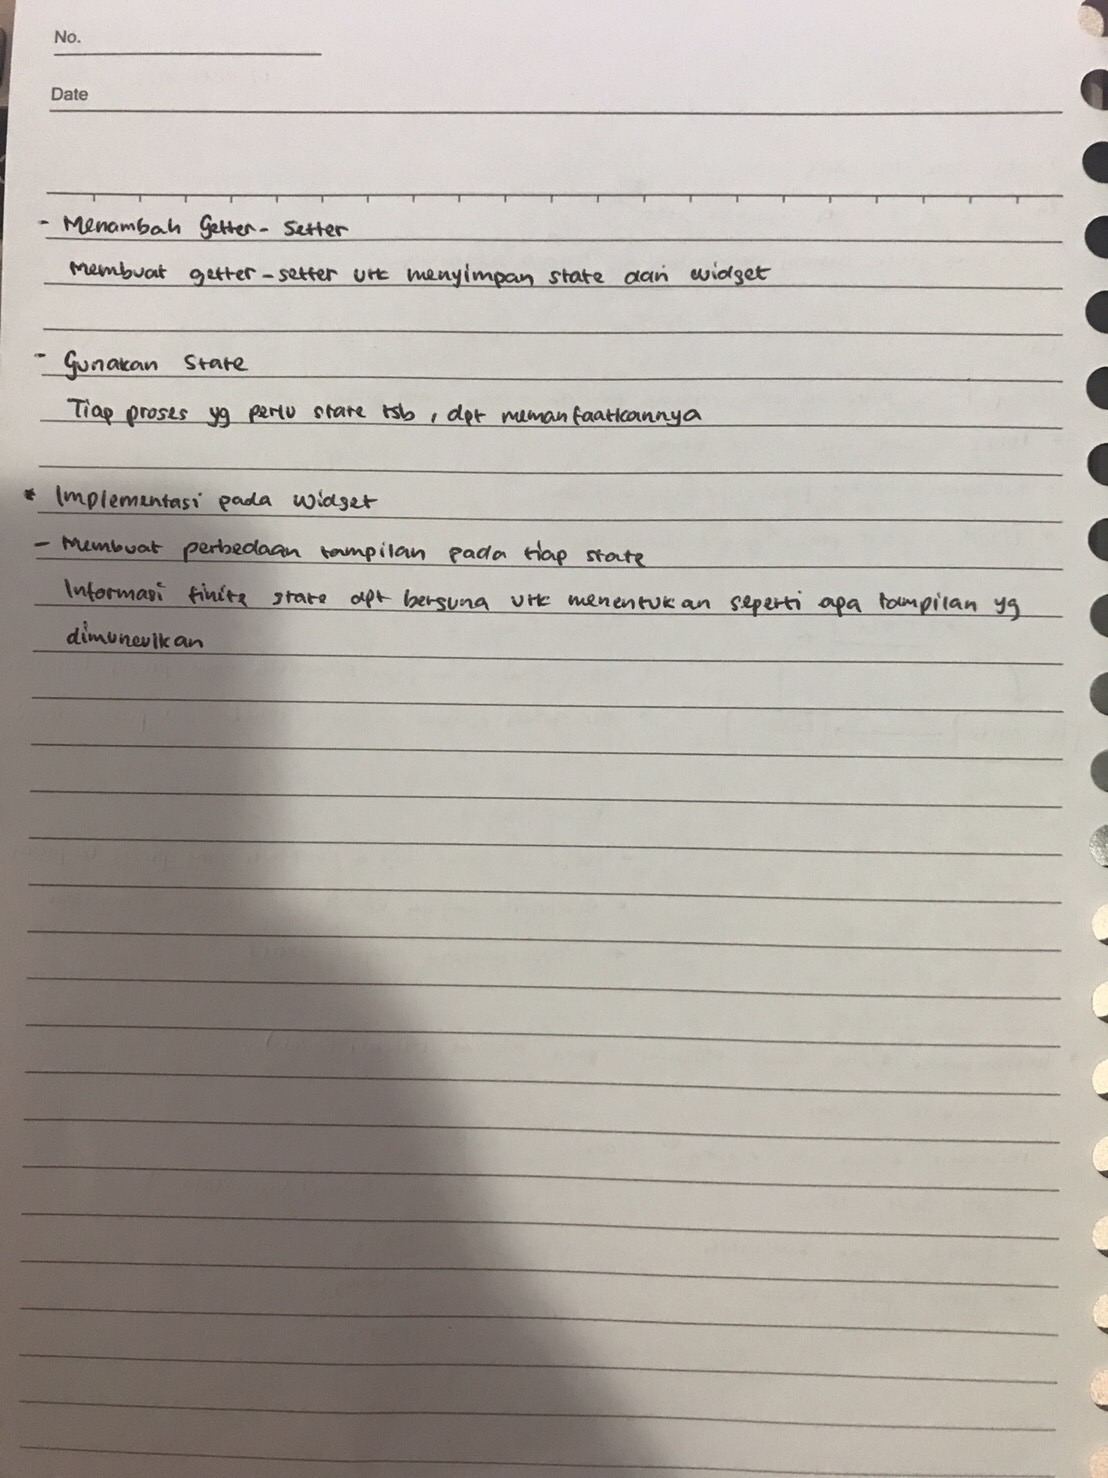 No.
Date
- Menambah Getter - Setter
Membuat getter - setter utk menyimpan state dari widget
- Gunakan State
Tiap proses yg perlu state tsb, dpt memanfaatkannya
* Implementasi pada Widget
- Membuat perbedaan tampilan pada tiap state
Informasi finite state dpt berguna utk menentukan seperti apa tampilan yg
dimunculkan